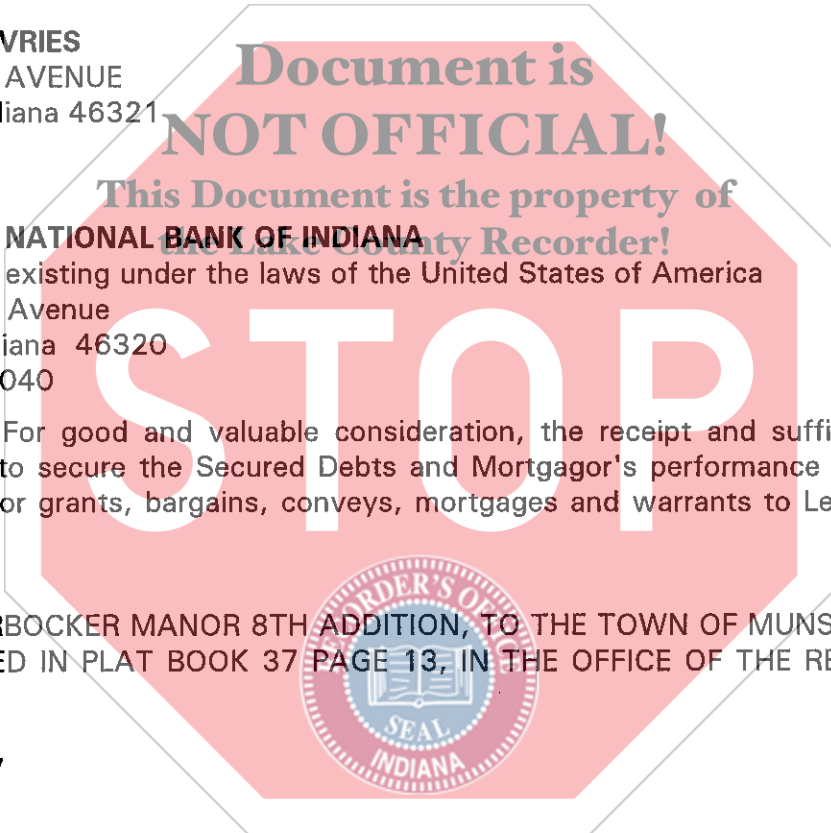 VRIES
AVENUE
diana 46321
Document is
NOT OFFICIAL!
This Document is the property of
the Lake County Recorder!
NATIONAL BANK OF INDIANA
existing under the laws of the United States of America
Avenue
iana 46320
040
STOP
For good and valuable consideration, the receipt and suffi
to secure the Secured Debts and Mortgagor's performance
or grants, bargains, conveys, mortgages and warrants to Le
RBOCKER MANOR 8TH ADDITION, TO THE TOWN OF MUNS
ED IN PLAT BOOK 37 PAGE 13, IN THE OFFICE OF THE RE
ORDER'S O
SEAL
INDIANA